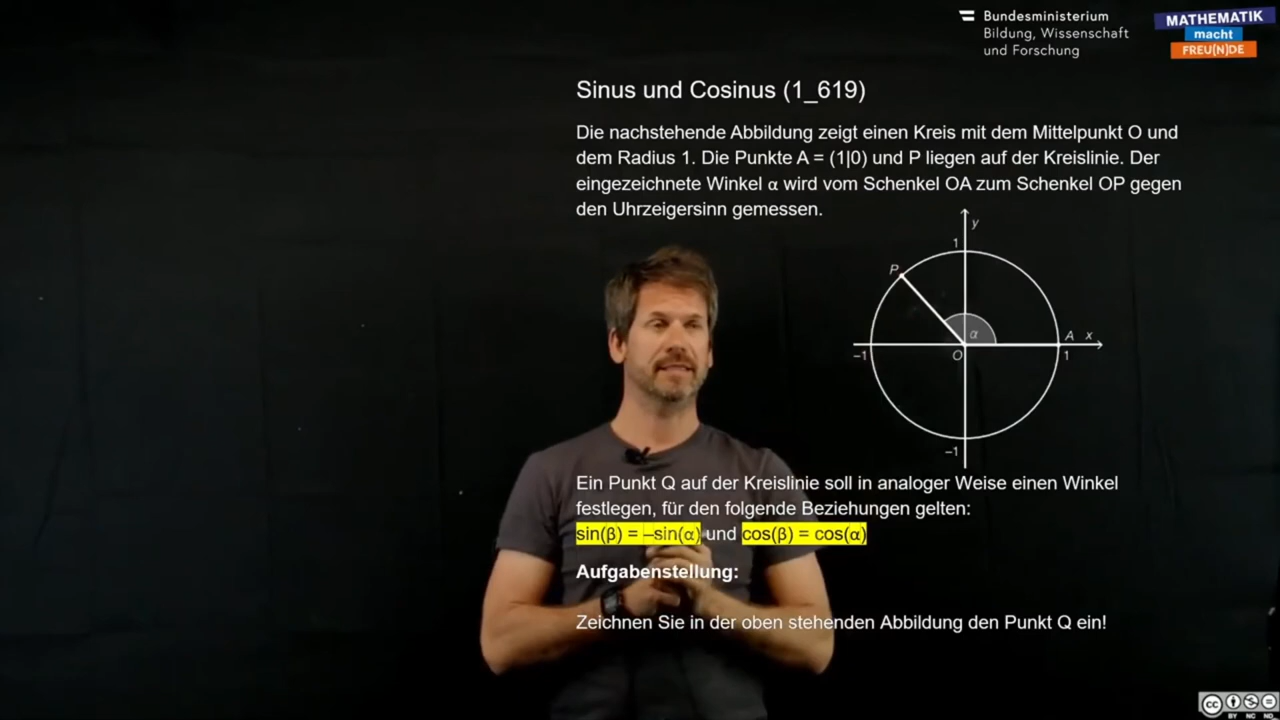 Bundesministerium
Bildung, Wissenschaft
und Forschung
MATHEMATIK
macht
FREU(N)DE
Sinus und Cosinus (1_619)
Die nachstehende Abbildung zeigt einen Kreis mit dem Mittelpunkt O und
dem Radius 1. Die Punkte A = (1|0) und P liegen auf der Kreislinie. Der
eingezeichnete Winkel α wird vom Schenkel OA zum Schenkel OP gegen
den Uhrzeigersinn gemessen.
y
1
P
α
A x
-1
O
1
-1
Ein Punkt Q auf der Kreislinie soll in analoger Weise einen Winkel
festlegen, für den folgende Beziehungen gelten:
sin(β) = –sin(α) und cos(β) = cos(α)
Aufgabenstellung:
Zeichnen Sie in der oben stehenden Abbildung den Punkt Q ein!
cc
BY NC ND